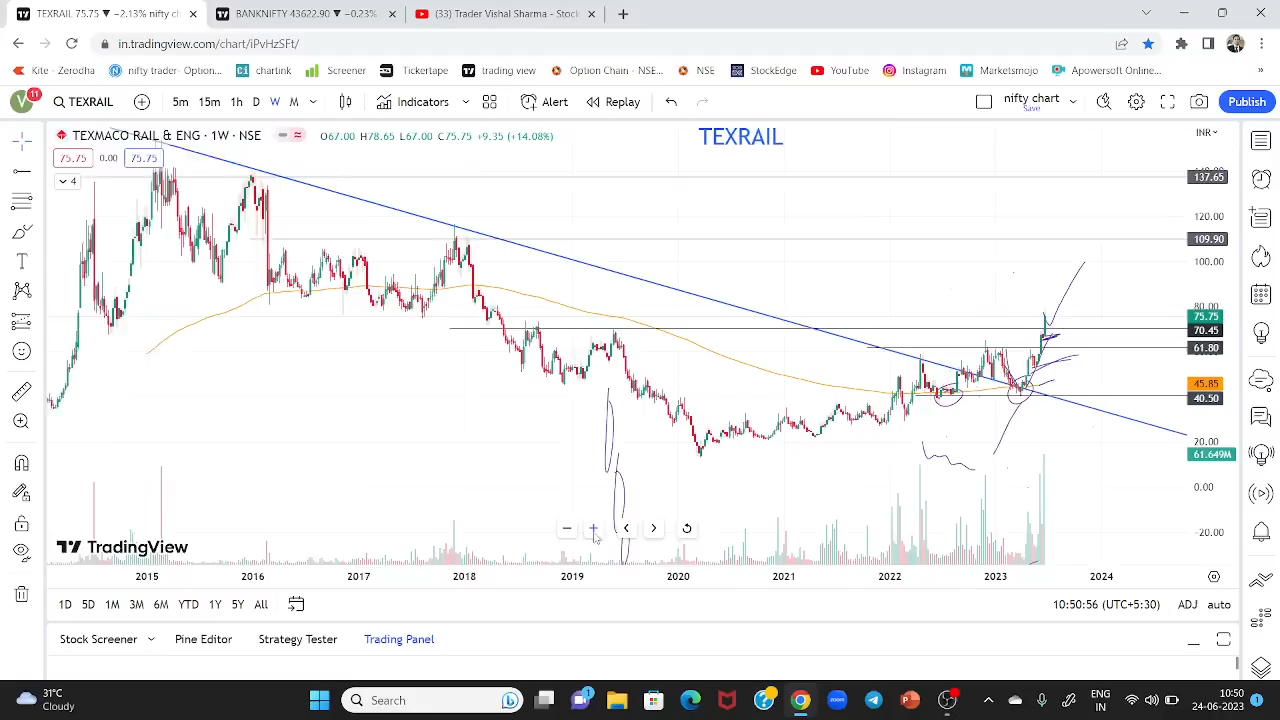 TEXRAIL 75.75 ▼ −2.13% nifty ch
BANKNIFTY 43622.90 ▼ −0.23%
(33) Trader Vishal Sharma - Stock
in.tradingview.com/chart/iPvHzSFt/
Kite - Zerodha
nifty trader- Option...
chartink
Screener
Tickertape
trading view
Option Chain - NSE...
NSE
StockEdge
YouTube
Instagram
Marketsmojo
Apowersoft Online...
»
V
11
TEXRAIL
5m 15m 1h D W M
Indicators
Alert
Replay
nifty chart
Save
Publish
TEXMACO RAIL & ENG · 1W · NSE
O67.00 H78.65 L67.00 C75.75 +9.35 (+14.08%)
TEXRAIL
INR
75.75 0.00 75.75
4
137.65
120.00
109.90
100.00
80.00
75.75
70.45
61.80
45.85
40.50
20.00
61.649M
0.00
-20.00
TradingView
2015 2016 2017 2018 2019 2020 2021 2022 2023 2024
1D 5D 1M 3M 6M YTD 1Y 5Y All
10:50:56 (UTC+5:30) ADJ auto
Stock Screener
Pine Editor
Strategy Tester
Trading Panel
31°C
Cloudy
Search
1
ENG
IN
10:50
24-06-2023
1